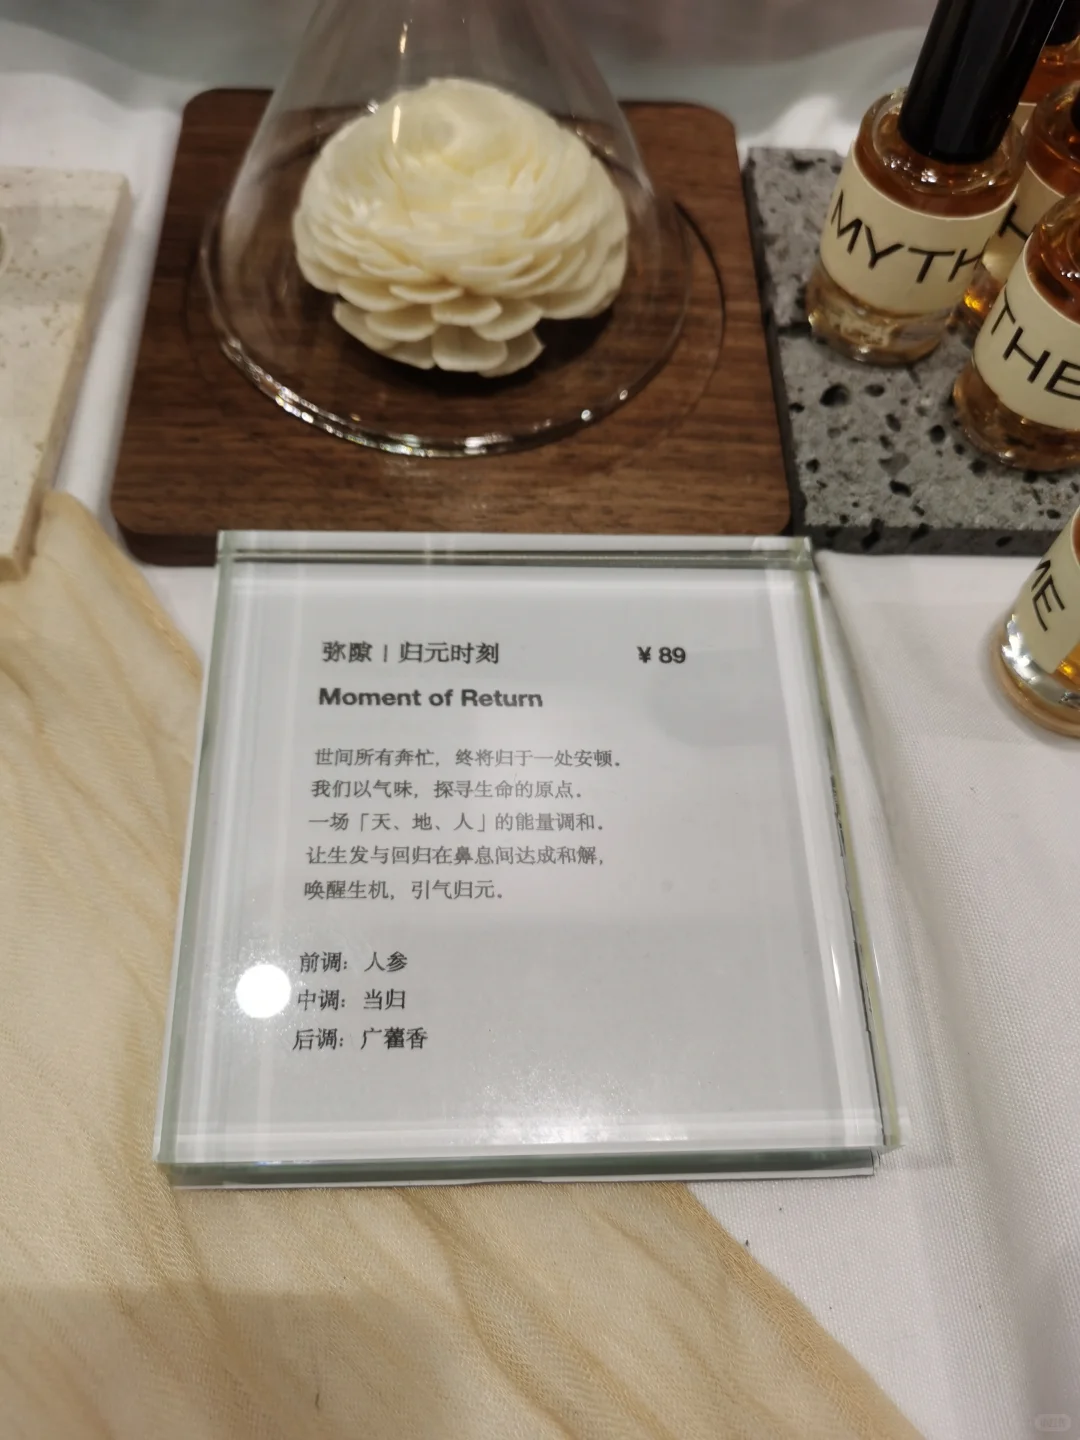 MYTH
H
THE
ME
弥隙 | 归元时刻 ¥ 89
Moment of Return
世间所有奔忙，终将归于一处安顿。
我们以气味，探寻生命的原点。
一场「天、地、人」的能量调和。
让生发与回归在鼻息间达成和解，
唤醒生机，引气归元。
前调：人参
中调：当归
后调：广藿香